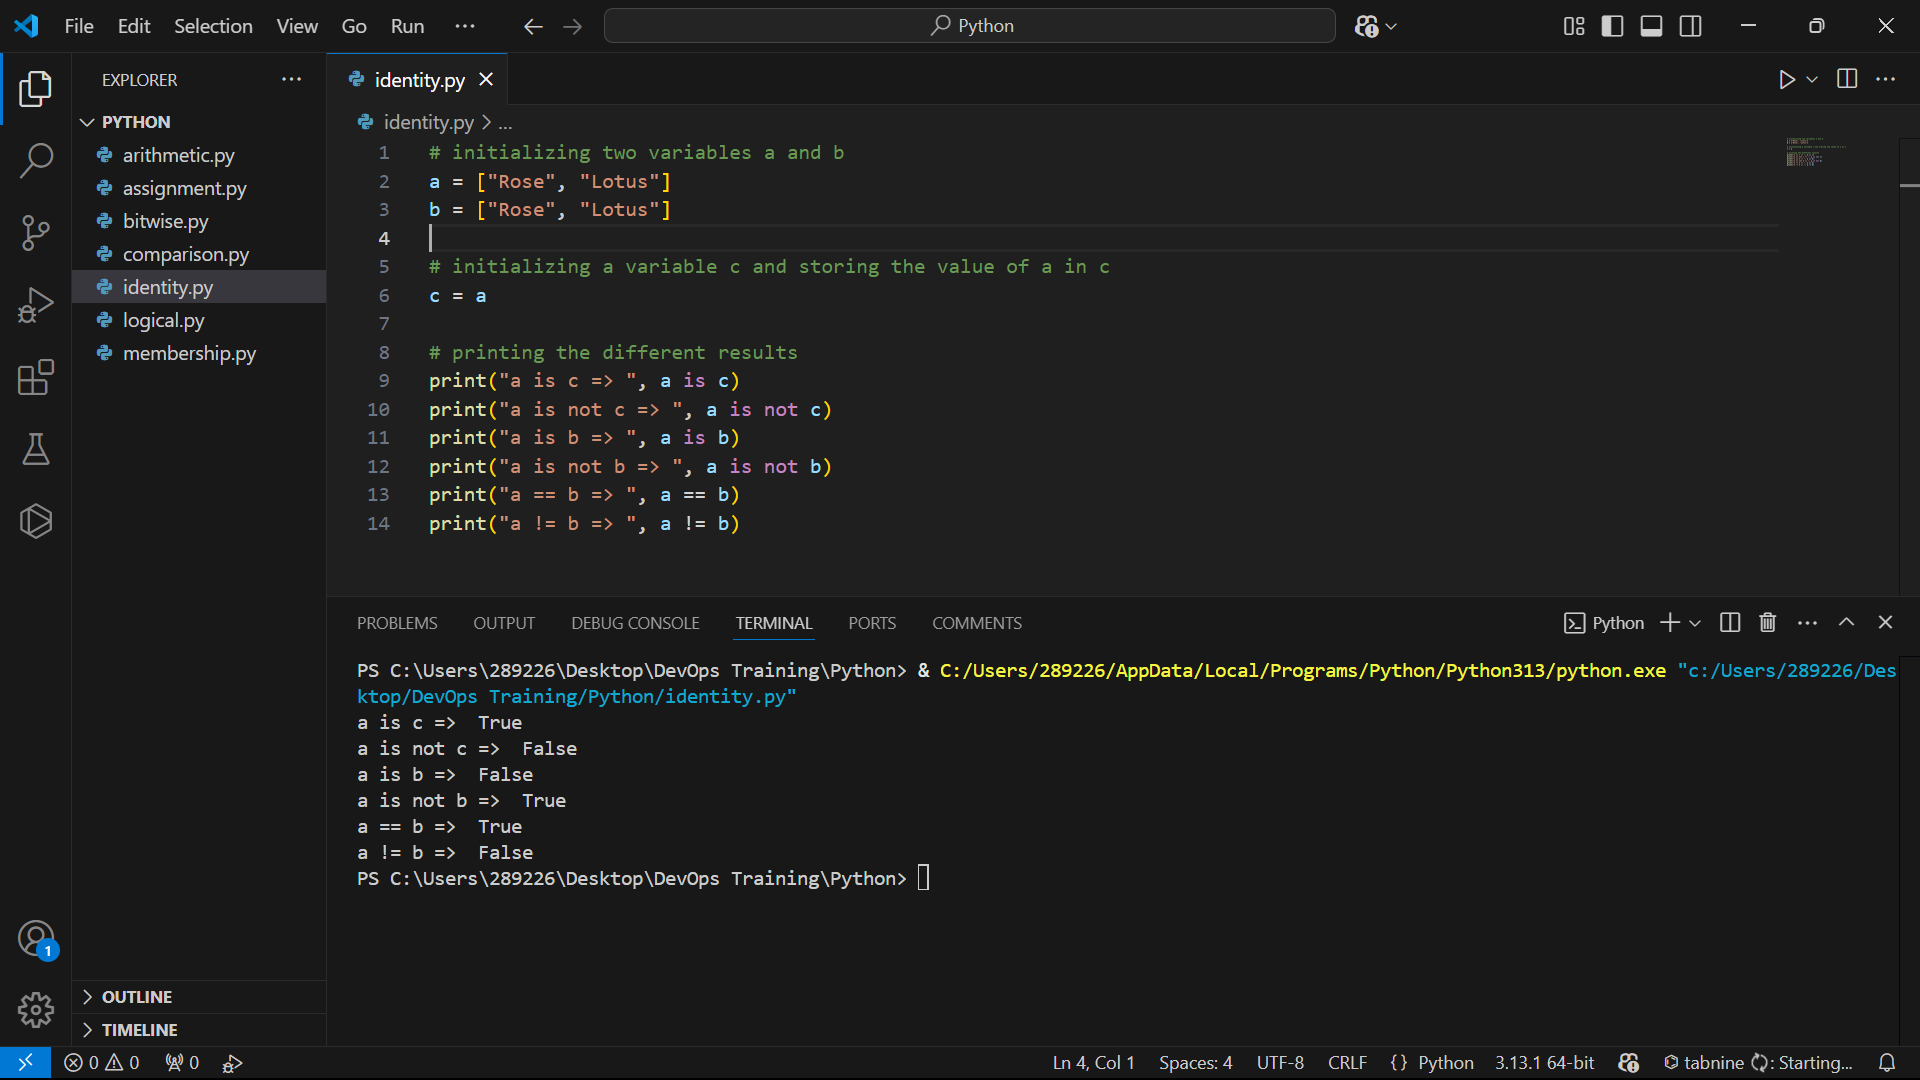 File Edit Selection View Go Run ··· Python
EXPLORER ···
PYTHON
arithmetic.py
assignment.py
bitwise.py
comparison.py
identity.py
logical.py
membership.py
OUTLINE
TIMELINE
identity.py
identity.py > ...
1 # initializing two variables a and b
2 a = ["Rose", "Lotus"]
3 b = ["Rose", "Lotus"]
4
5 # initializing a variable c and storing the value of a in c
6 c = a
7
8 # printing the different results
9 print("a is c => ", a is c)
10 print("a is not c => ", a is not c)
11 print("a is b => ", a is b)
12 print("a is not b => ", a is not b)
13 print("a == b => ", a == b)
14 print("a != b => ", a != b)
PROBLEMS OUTPUT DEBUG CONSOLE TERMINAL PORTS COMMENTS Python
PS C:\Users\289226\Desktop\DevOps Training\Python> & C:/Users/289226/AppData/Local/Programs/Python/Python313/python.exe "c:/Users/289226/Des
ktop/DevOps Training/Python/identity.py"
a is c =>  True
a is not c =>  False
a is b =>  False
a is not b =>  True
a == b =>  True
a != b =>  False
PS C:\Users\289226\Desktop\DevOps Training\Python>
1
0 0 0 Ln 4, Col 1 Spaces: 4 UTF-8 CRLF {} Python 3.13.1 64-bit tabnine : Starting...